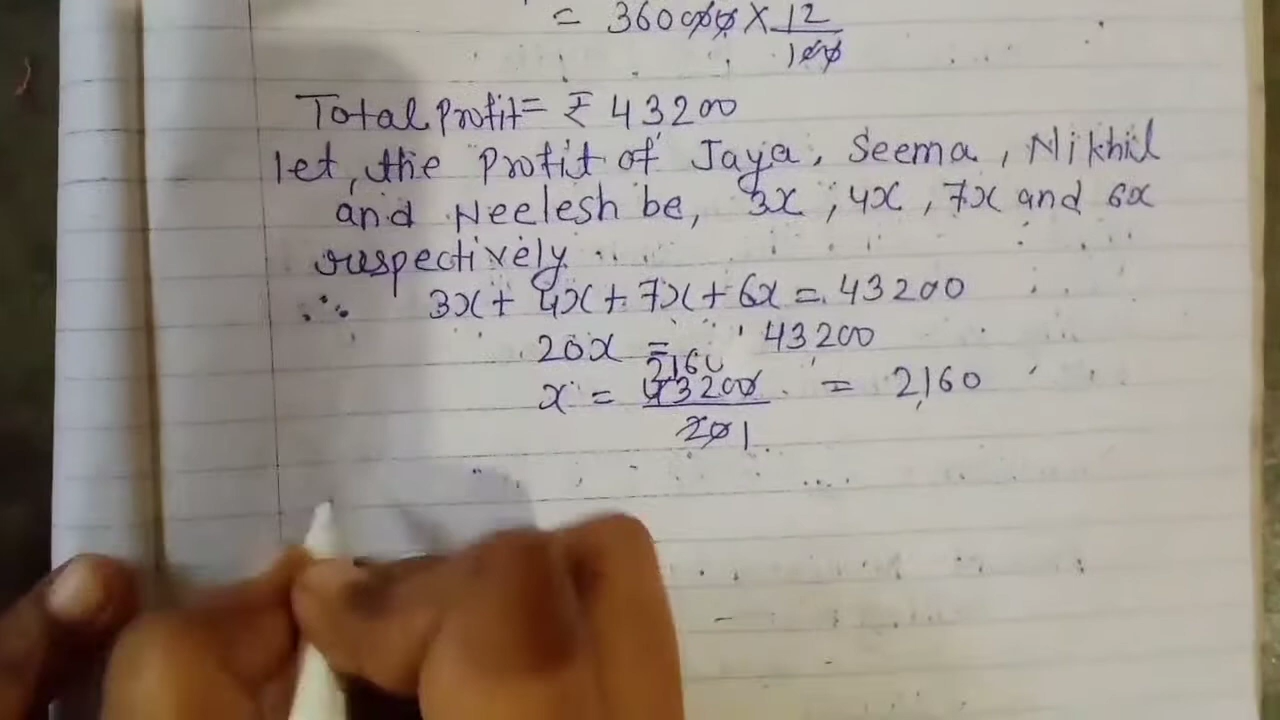 = 360000 X 12
100
Total Profit = ₹ 43200
let, the Profit of Jaya, Seema, Nikhil
and Neelesh be, 3x, 4x, 7x and 6x
respectively
∴ 3x + 4x + 7x + 6x = 43200
20x = 43200
2160
x = 43200 = 2160
20 1